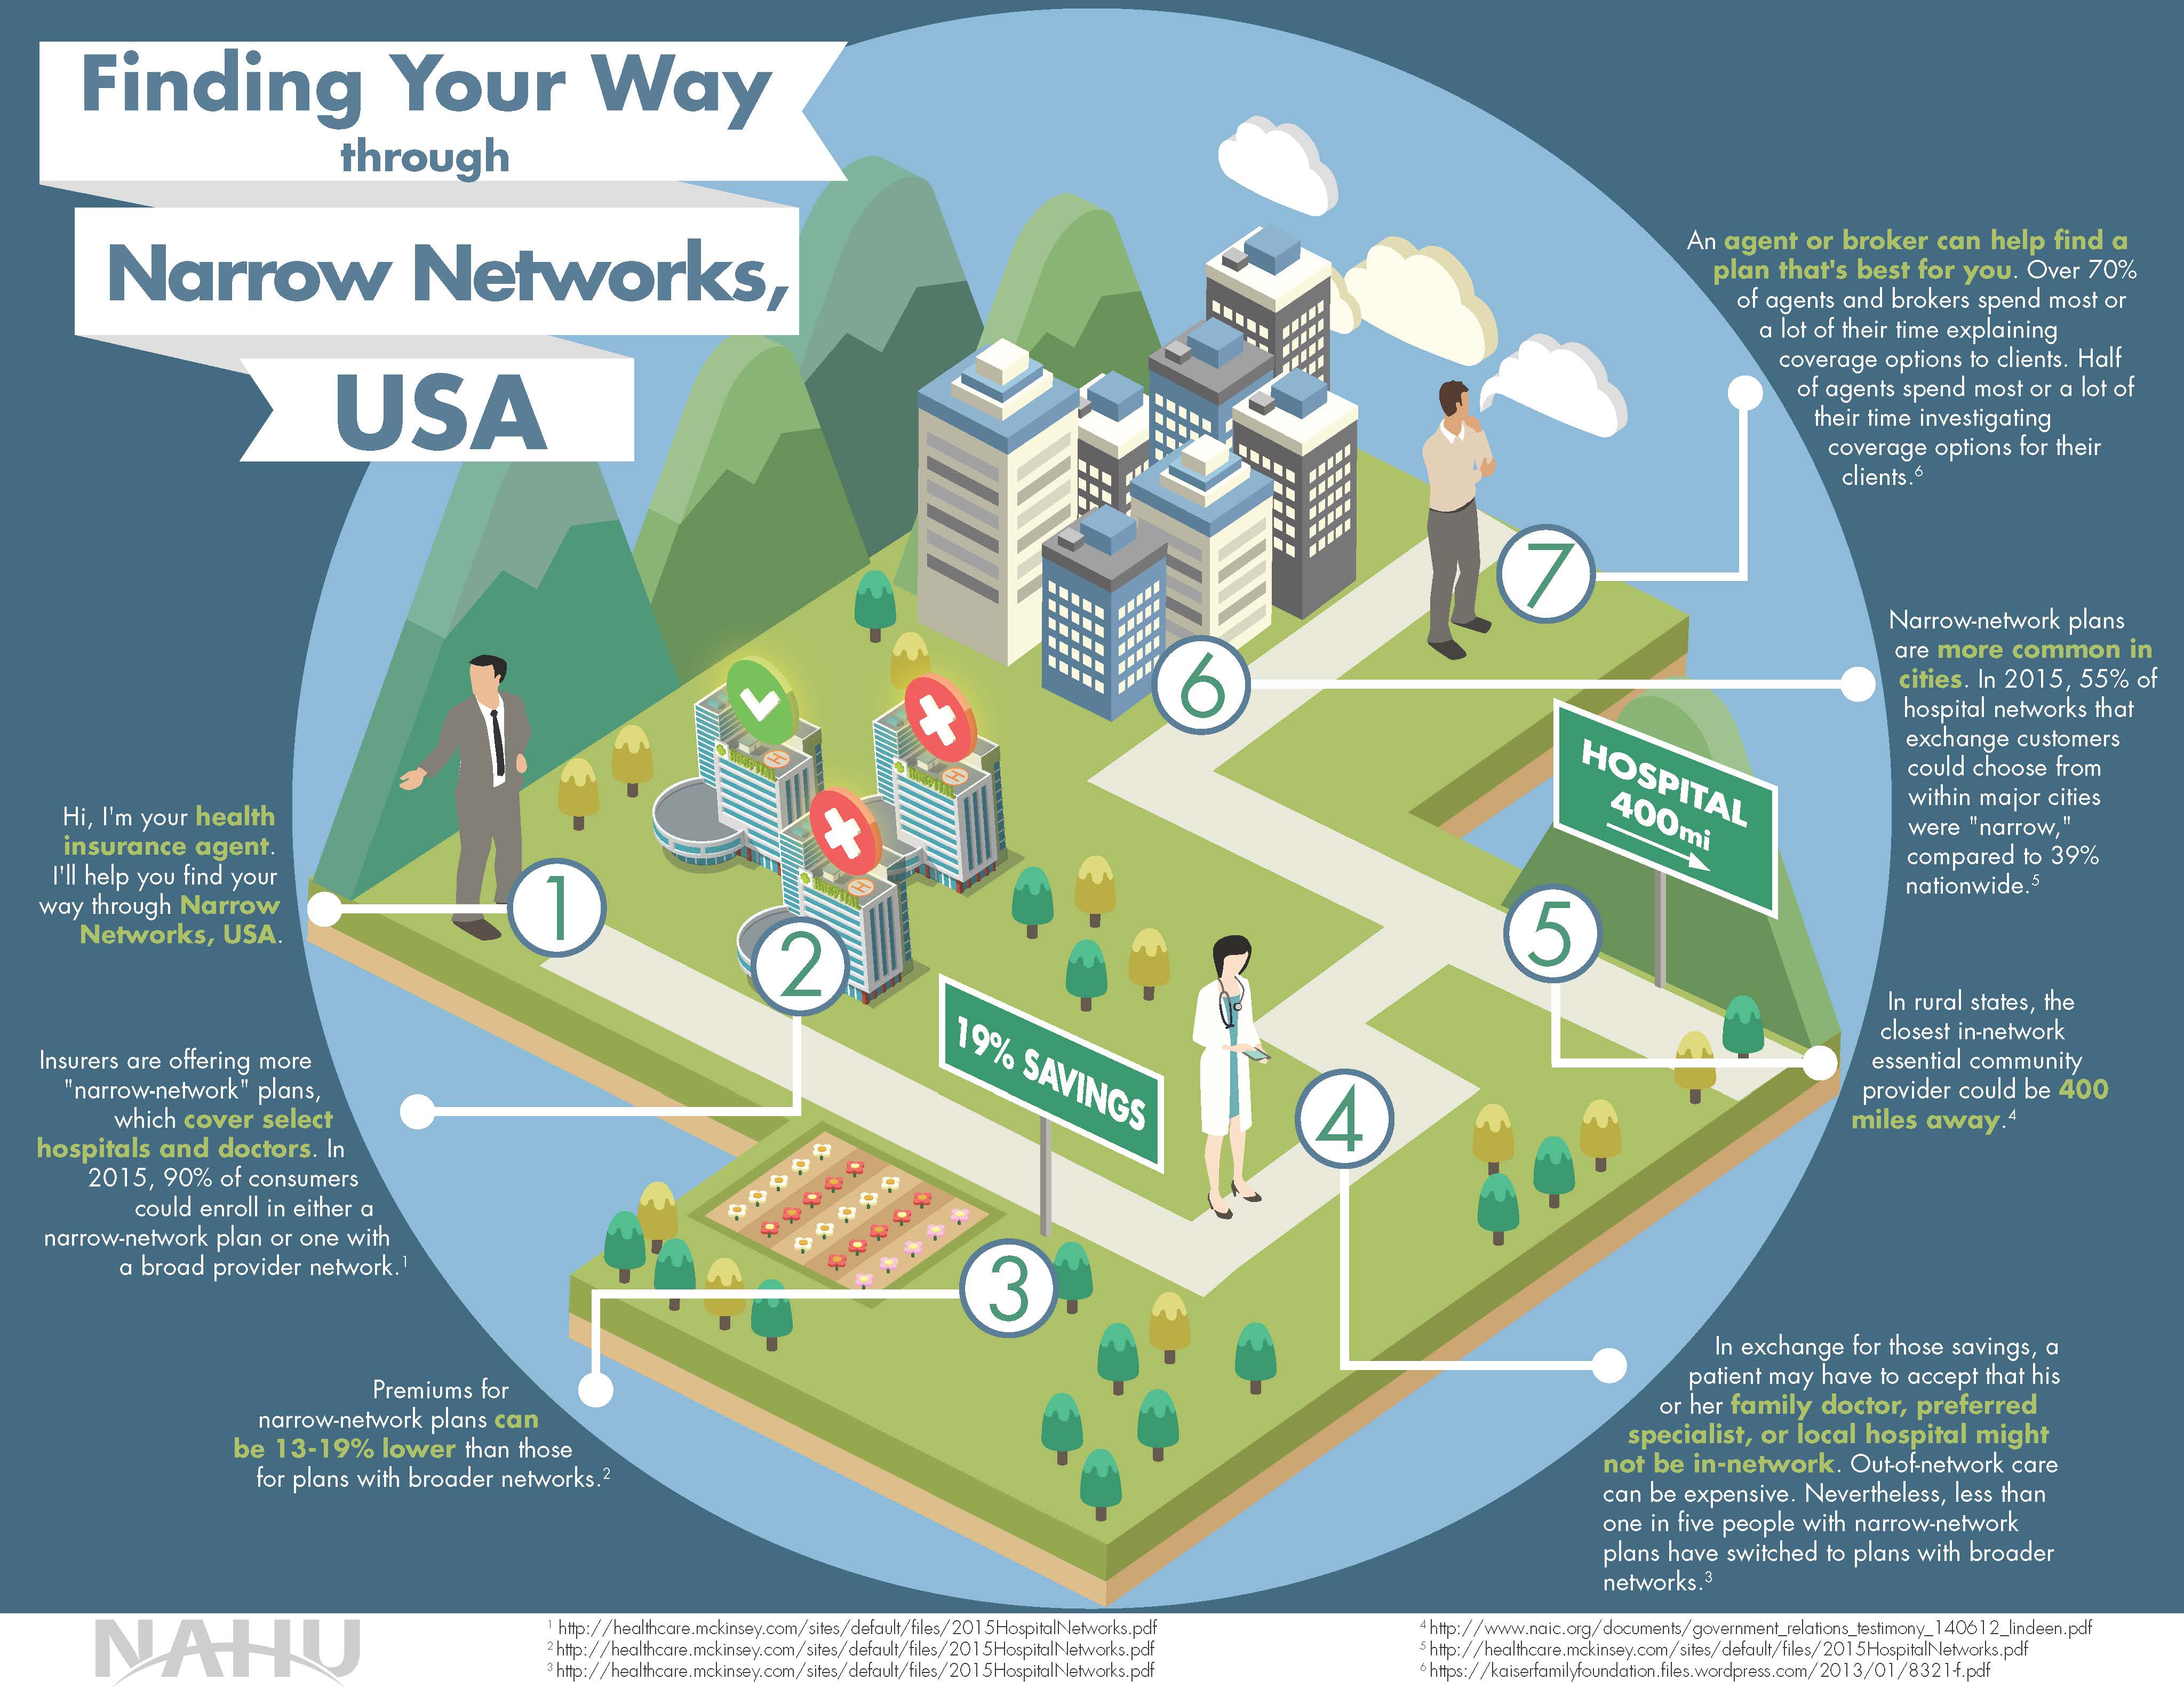 Finding Your Way
through
Narrow Networks,
USA
Hi, I'm your health
insurance agent.
I'll help you find your
way through Narrow
Networks, USA.
1
Insurers are offering more
"narrow-network" plans,
which cover select
hospitals and doctors. In
2015, 90% of consumers
could enroll in either a
narrow-network plan or one with
a broad provider network.1
2
HOSPITAL
HOSPITAL
HOSPITAL
Premiums for
narrow-network plans can
be 13-19% lower than those
for plans with broader networks.2
3
19% SAVINGS
4
In exchange for those savings, a
patient may have to accept that his
or her family doctor, preferred
specialist, or local hospital might
not be in-network. Out-of-network care
can be expensive. Nevertheless, less than
one in five people with narrow-network
plans have switched to plans with broader
networks.3
5
HOSPITAL
400mi
In rural states, the
closest in-network
essential community
provider could be 400
miles away.4
6
Narrow-network plans
are more common in
cities. In 2015, 55% of
hospital networks that
exchange customers
could choose from
within major cities
were "narrow,"
compared to 39%
nationwide.5
7
An agent or broker can help find a
plan that's best for you. Over 70%
of agents and brokers spend most or
a lot of their time explaining
coverage options to clients. Half
of agents spend most or a lot of
their time investigating
coverage options for their
clients.6
NAHU
1 http://healthcare.mckinsey.com/sites/default/files/2015HospitalNetworks.pdf
2 http://healthcare.mckinsey.com/sites/default/files/2015HospitalNetworks.pdf
3 http://healthcare.mckinsey.com/sites/default/files/2015HospitalNetworks.pdf
4 http://www.naic.org/documents/government_relations_testimony_140612_lindeen.pdf
5 http://healthcare.mckinsey.com/sites/default/files/2015HospitalNetworks.pdf
6 https://kaiserfamilyfoundation.files.wordpress.com/2013/01/8321-f.pdf